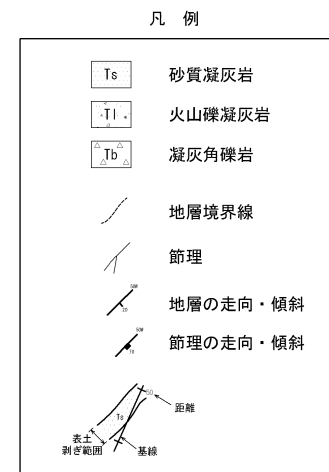 凡 例
Ts 砂質凝灰岩
Tl 火山礫凝灰岩
Tb 凝灰角礫岩
地層境界線
節理
50W
20
地層の走向・傾斜
50W
70
節理の走向・傾斜
50
距離
Ts
表土
剥ぎ範囲
基線